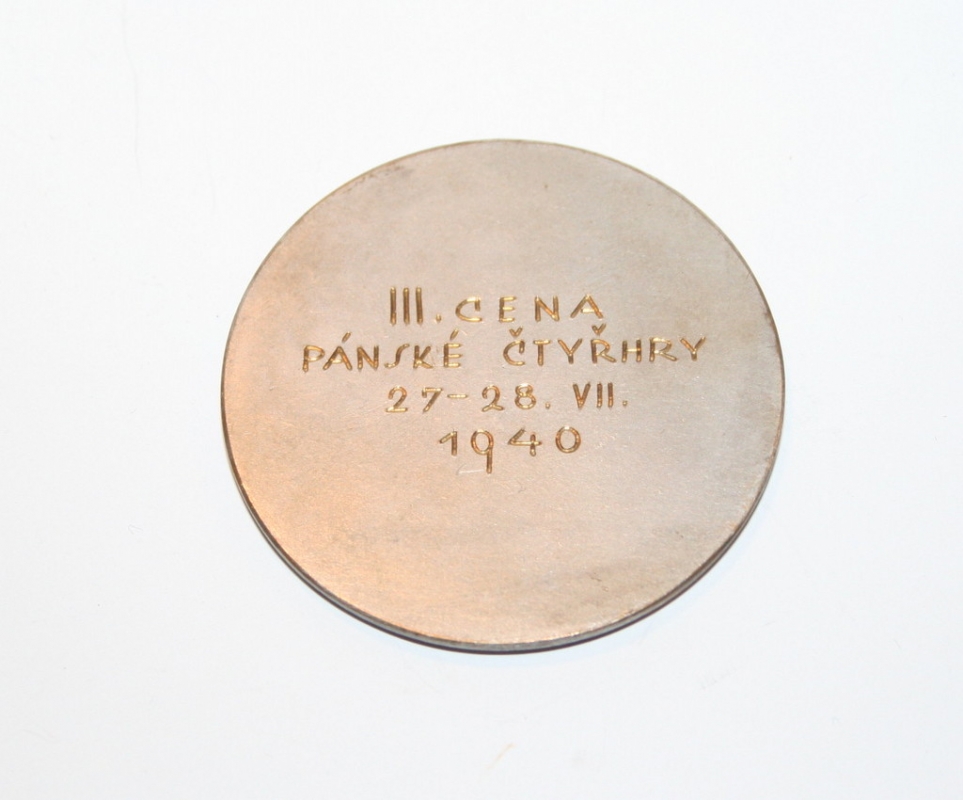 III. CENA
PÁNSKÉ ČTYŘHRY
27-28. VII.
1940